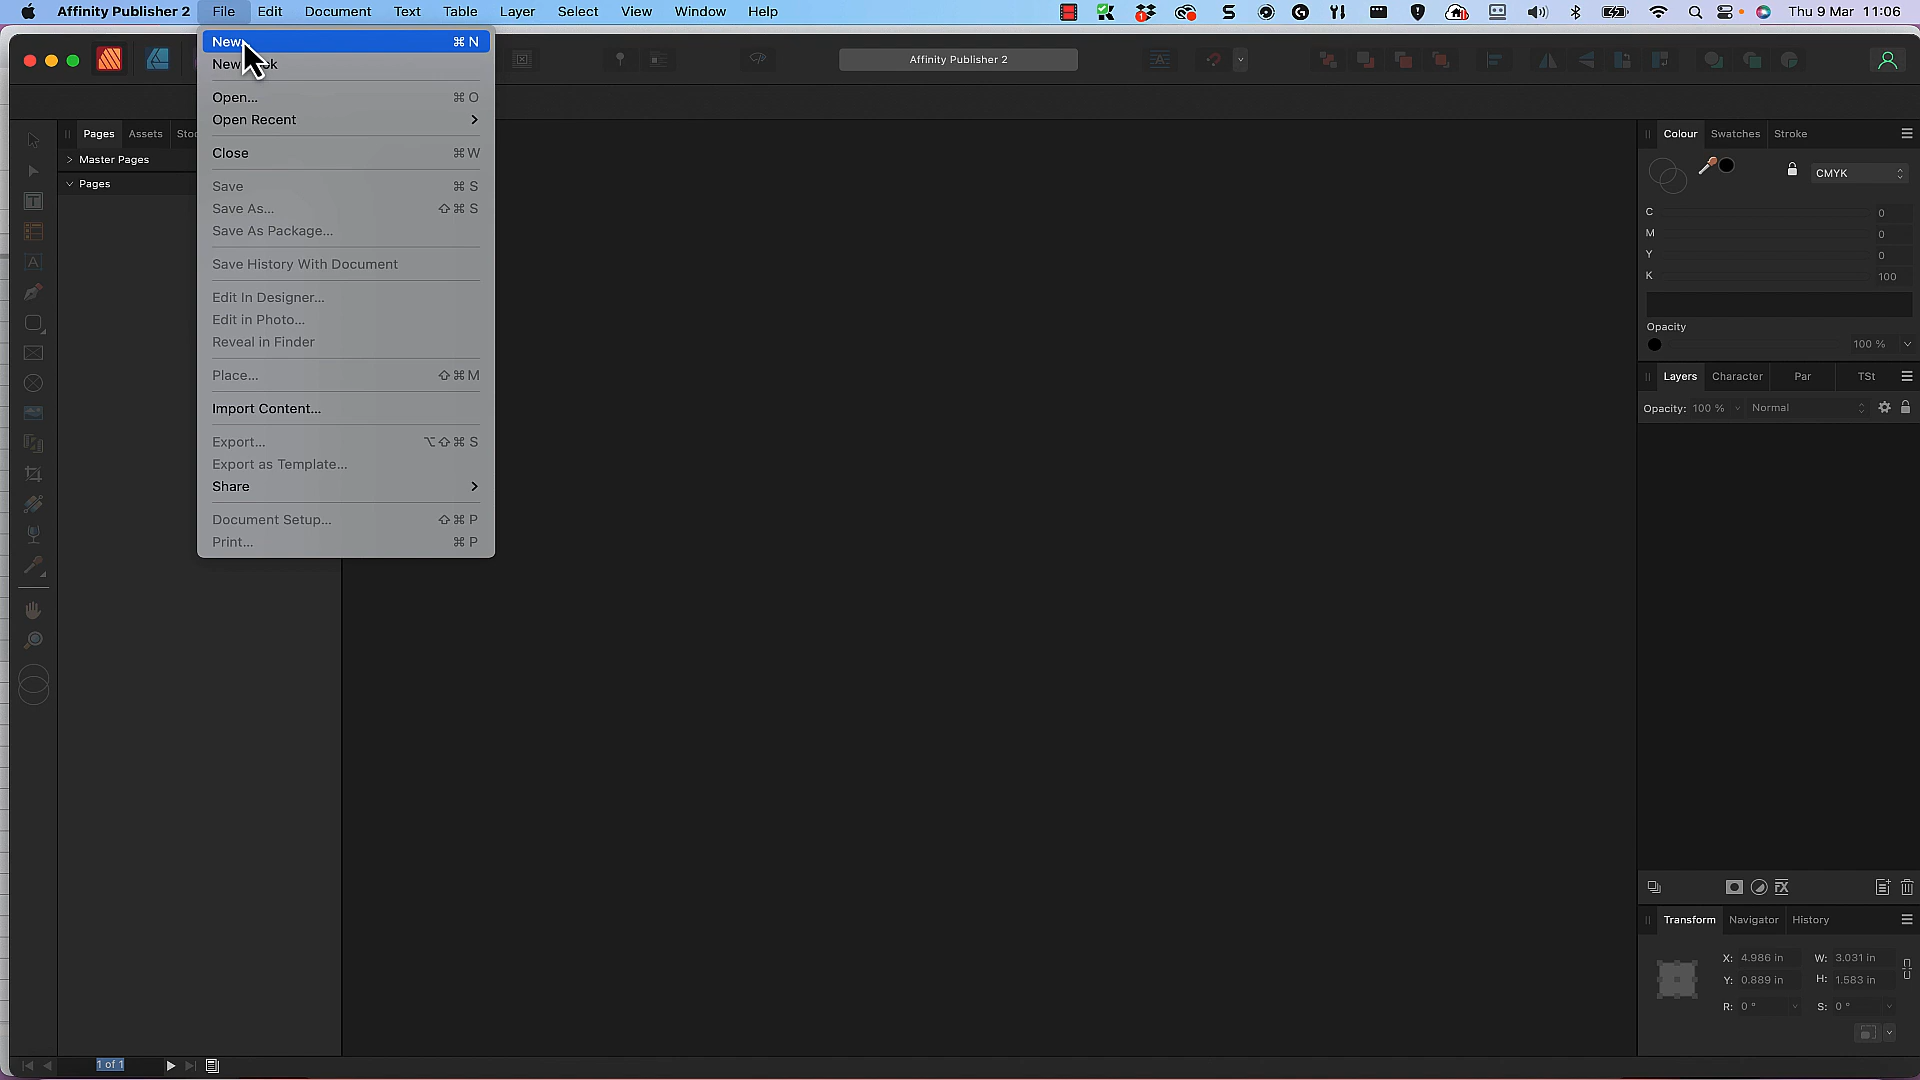 Affinity Publisher 2 File Edit Document Text Table Layer Select View Window Help Thu 9 Mar 11:06
New ⌘ N
Open... ⌘ O
Open Recent
Close ⌘ W
Save ⌘ S
Save As... ⇧ ⌘ S
Save As Package...
Save History With Document
Edit In Designer...
Edit in Photo...
Reveal in Finder
Place... ⇧ ⌘ M
Import Content...
Export... ⌥ ⇧ ⌘ S
Export as Template...
Share
Document Setup... ⇧ ⌘ P
Print... ⌘ P
Affinity Publisher 2
Pages Assets Stoc
Master Pages
Pages
1 of 1
Colour Swatches Stroke
CMYK
C 0
M 0
Y 0
K 100
Opacity
100 %
Layers Character Par TSt
Opacity: 100 % Normal
Transform Navigator History
X: 4.986 in W: 3.031 in
Y: 0.889 in H: 1.583 in
R: 0 ° S: 0 °